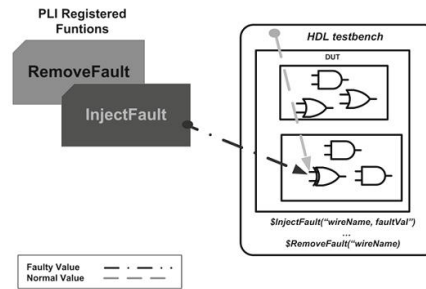 PLI Registered
Funtions
RemoveFault
InjectFault
HDL testbench
DUT
$InjectFault("wireName, faultVal")
...
$RemoveFault("wireName)
Faulty Value
Normal Value